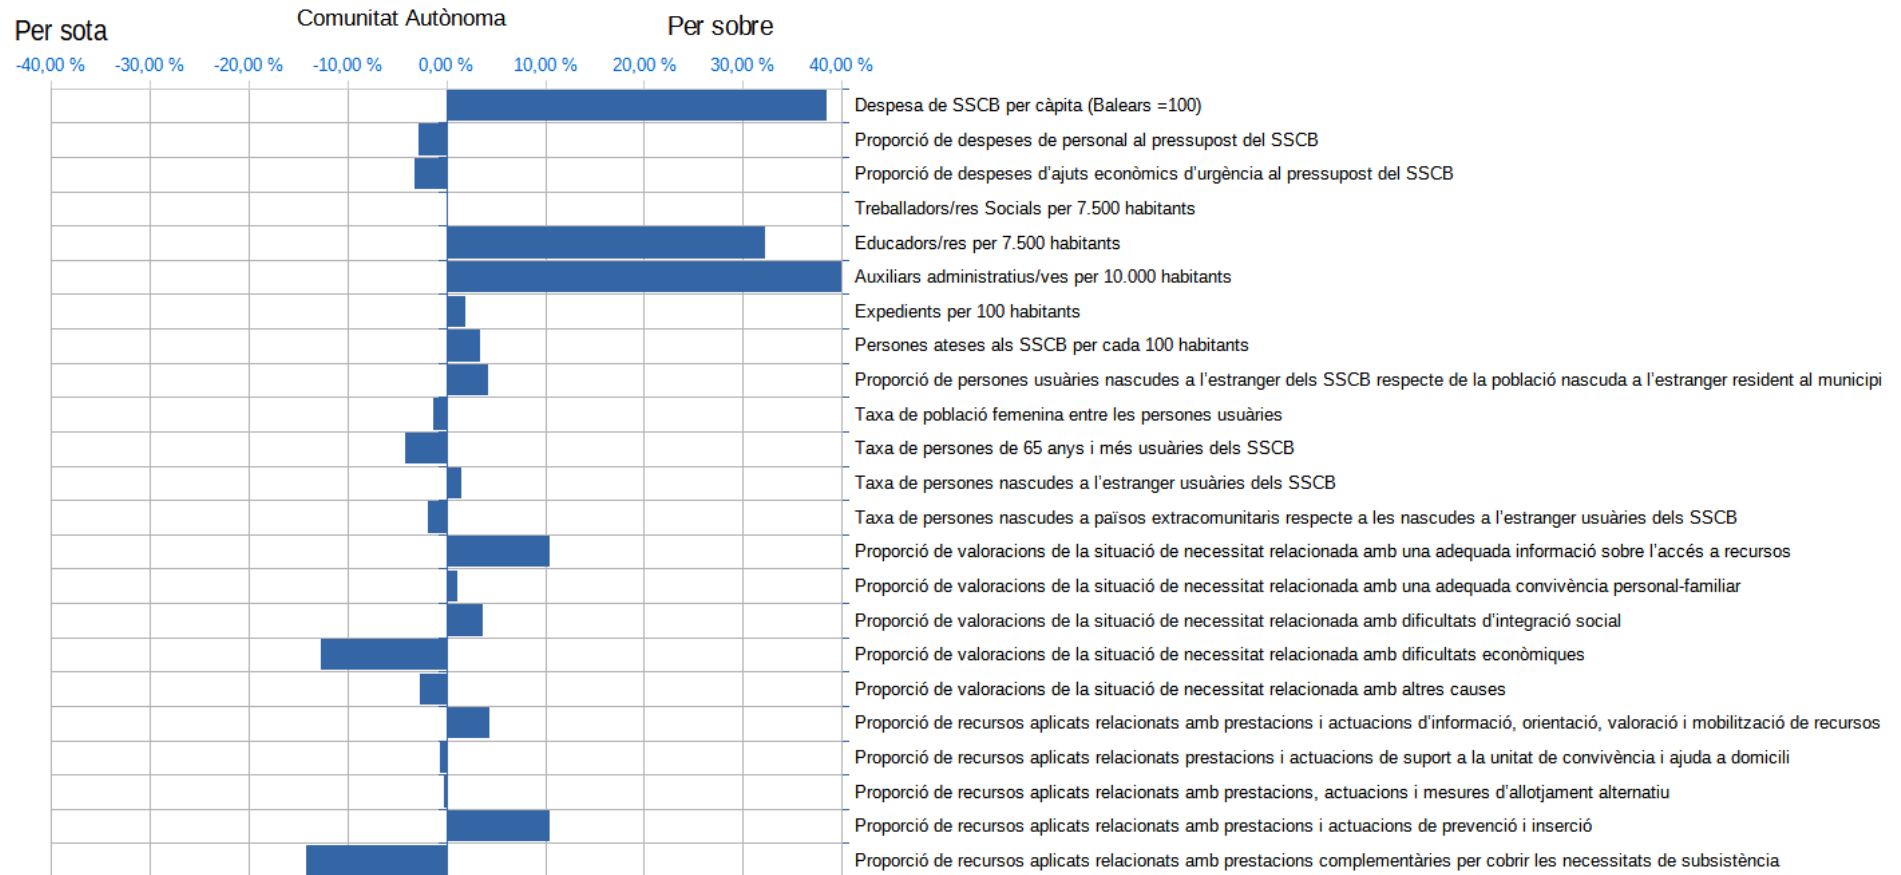 Per sota
Comunitat Autònoma
Per sobre
-40,00 % -30,00 % -20,00 % -10,00 % 0,00 % 10,00 % 20,00 % 30,00 % 40,00 %
Despesa de SSCB per càpita (Balears =100)
Proporció de despeses de personal al pressupost del SSCB
Proporció de despeses d’ajuts econòmics d’urgència al pressupost del SSCB
Treballadors/res Socials per 7.500 habitants
Educadors/res per 7.500 habitants
Auxiliars administratius/ves per 10.000 habitants
Expedients per 100 habitants
Persones ateses als SSCB per cada 100 habitants
Proporció de persones usuàries nascudes a l’estranger dels SSCB respecte de la població nascuda a l’estranger resident al municipi
Taxa de població femenina entre les persones usuàries
Taxa de persones de 65 anys i més usuàries dels SSCB
Taxa de persones nascudes a l’estranger usuàries dels SSCB
Taxa de persones nascudes a països extracomunitaris respecte a les nascudes a l’estranger usuàries dels SSCB
Proporció de valoracions de la situació de necessitat relacionada amb una adequada informació sobre l’accés a recursos
Proporció de valoracions de la situació de necessitat relacionada amb una adequada convivència personal-familiar
Proporció de valoracions de la situació de necessitat relacionada amb dificultats d’integració social
Proporció de valoracions de la situació de necessitat relacionada amb dificultats econòmiques
Proporció de valoracions de la situació de necessitat relacionada amb altres causes
Proporció de recursos aplicats relacionats amb prestacions i actuacions d’informació, orientació, valoració i mobilització de recursos
Proporció de recursos aplicats relacionats prestacions i actuacions de suport a la unitat de convivència i ajuda a domicili
Proporció de recursos aplicats relacionats amb prestacions, actuacions i mesures d’allotjament alternatiu
Proporció de recursos aplicats relacionats amb prestacions i actuacions de prevenció i inserció
Proporció de recursos aplicats relacionats amb prestacions complementàries per cobrir les necessitats de subsistència